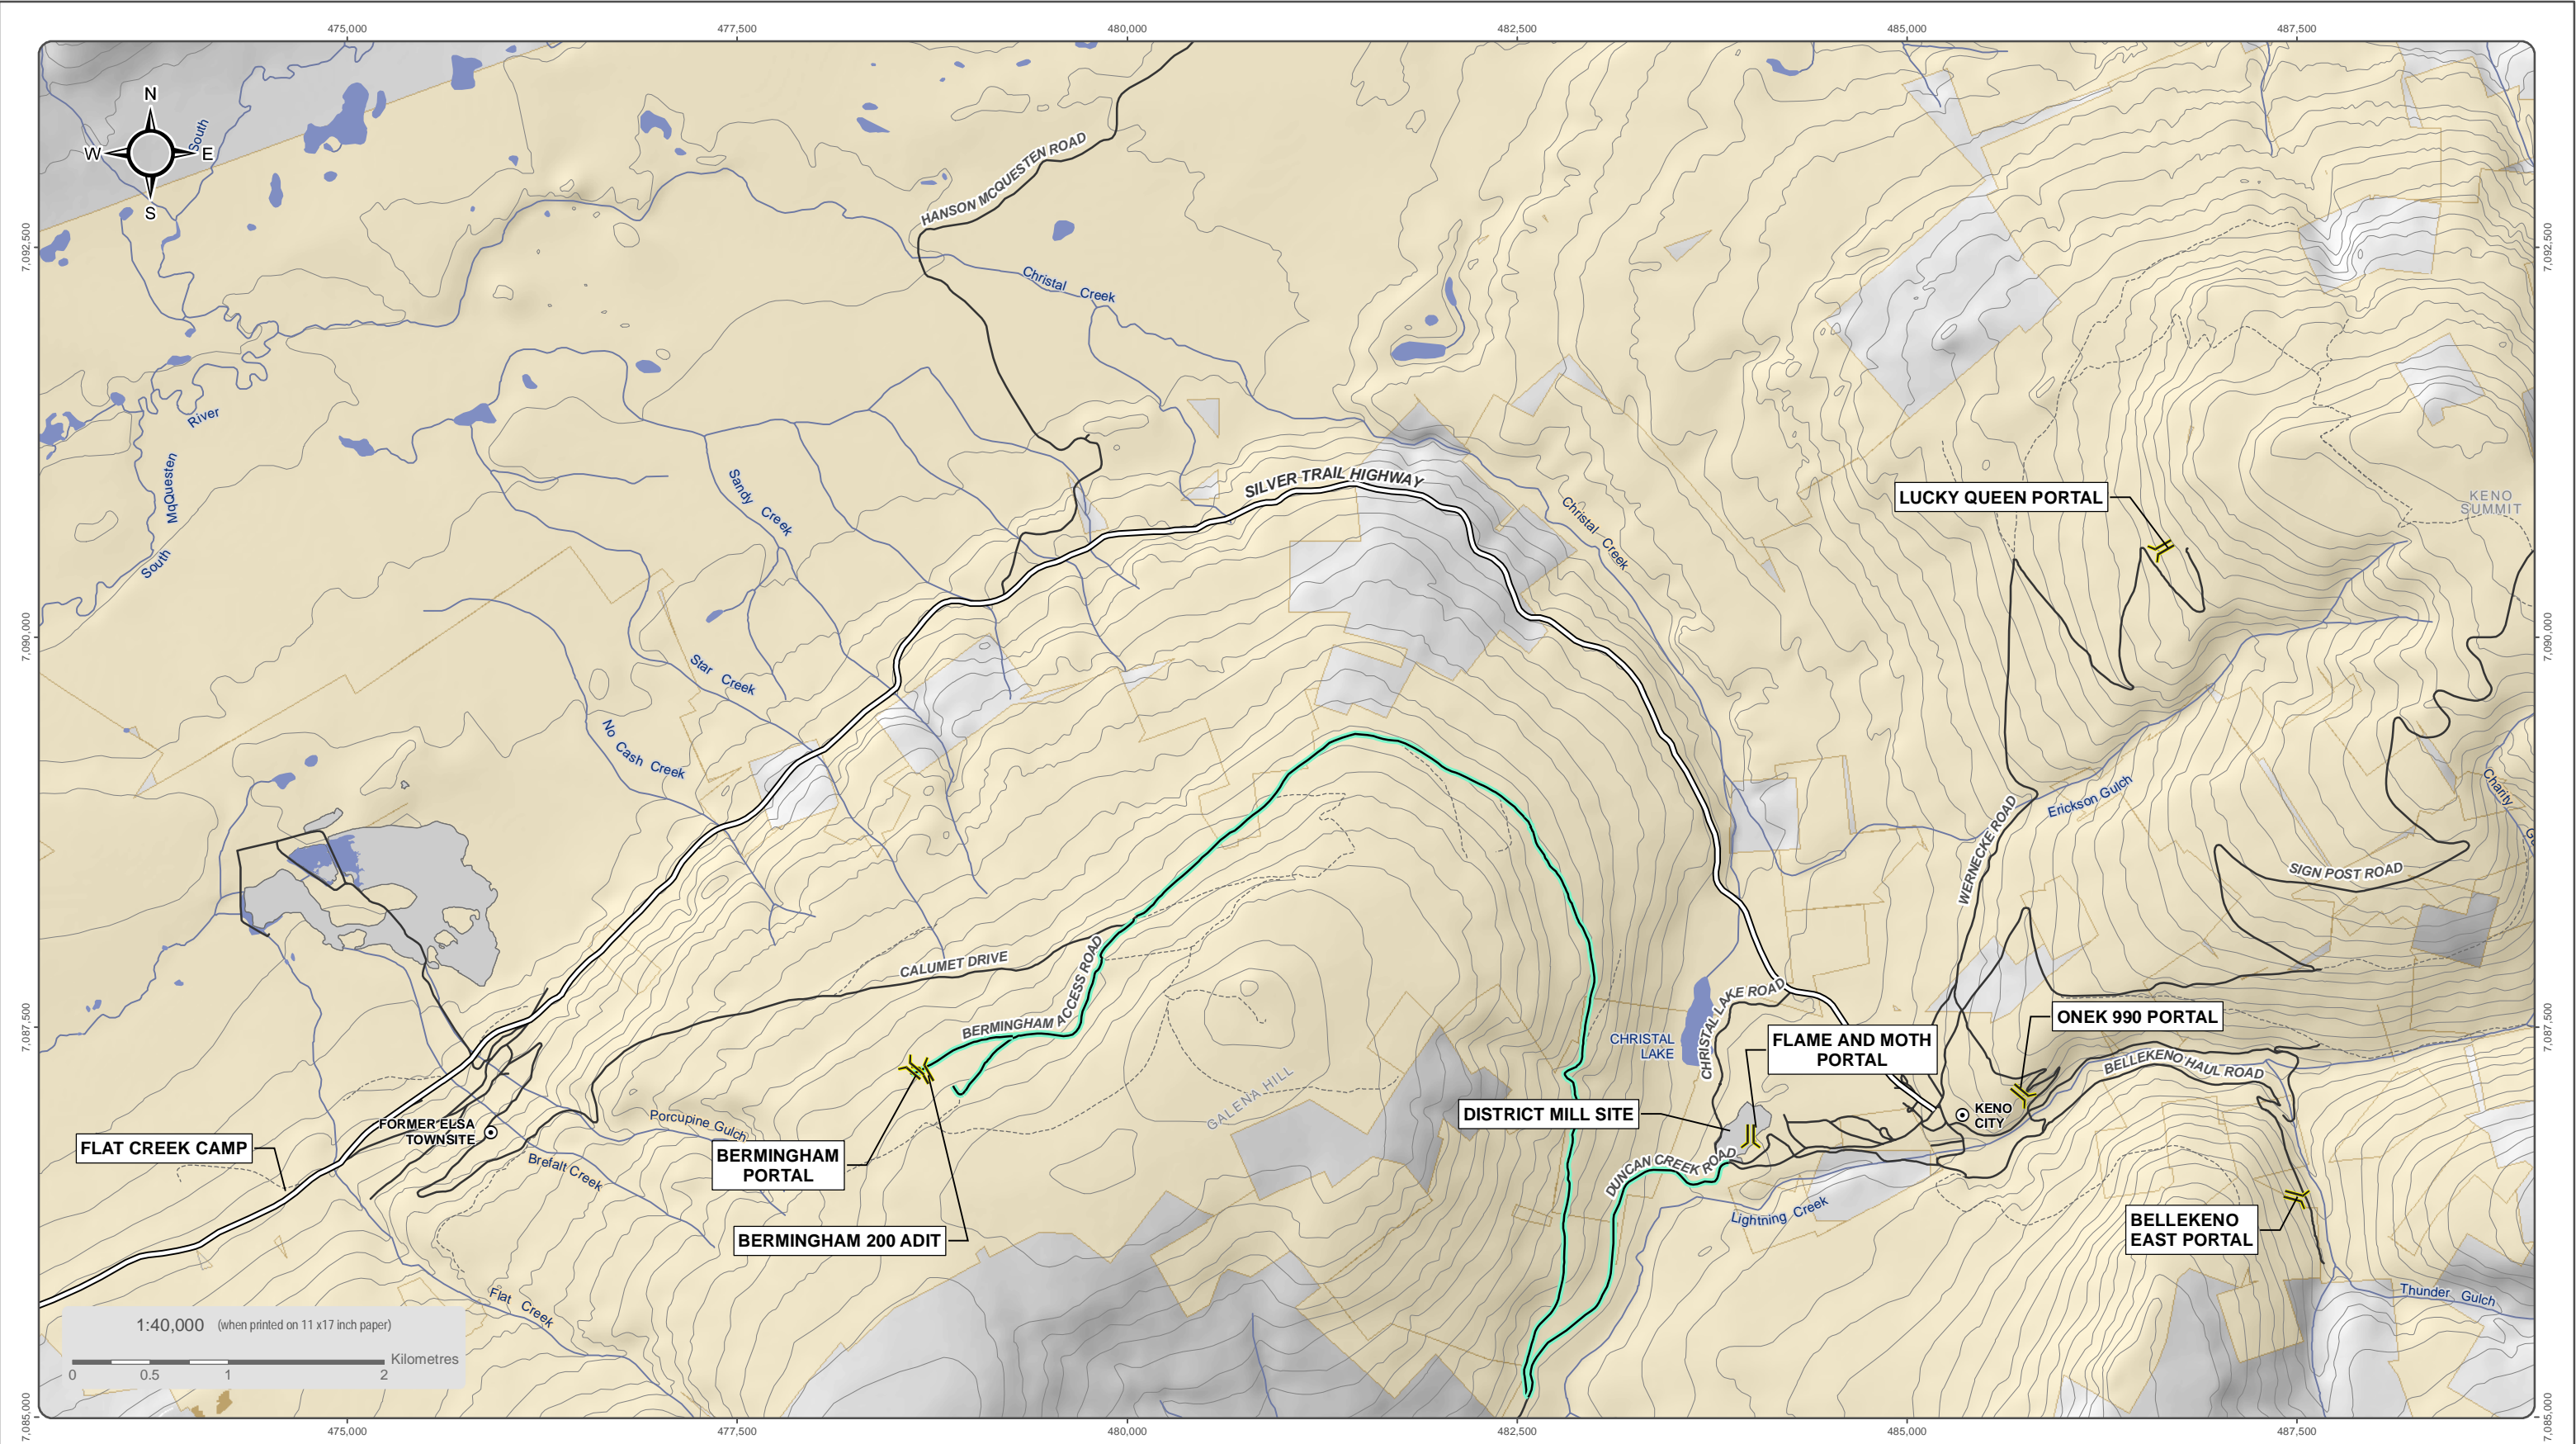 475,000
477,500
480,000
482,500
485,000
487,500
N
W
E
S
South
HANSON MCQUESTEN ROAD
7,092,500
7,092,500
Christal Creek
River
McQuesten
South
Sandy Creek
SILVER TRAIL HIGHWAY
Christal Creek
LUCKY QUEEN PORTAL
KENO
SUMMIT
7,090,000
7,090,000
Star Creek
No Cash Creek
Charity
Erickson Gulch
WERNECKE ROAD
SIGN POST ROAD
CALUMET DRIVE
BERMINGHAM ACCESS ROAD
CHRISTAL LAKE ROAD
7,087,500
7,087,500
CHRISTAL
LAKE
ONEK 990 PORTAL
FLAME AND MOTH
PORTAL
BELLEKENO HAUL ROAD
GALENA HILL
DISTRICT MILL SITE
KENO
CITY
Porcupine Gulch
FORMER ELSA
TOWNSITE
FLAT CREEK CAMP
Brefalt Creek
BERMINGHAM
PORTAL
DUNCAN CREEK ROAD
Lightning Creek
BERMINGHAM 200 ADIT
BELLEKENO
EAST PORTAL
Flat Creek
Thunder Gulch
1:40,000 (when printed on 11 x17 inch paper)
Kilometres
0 0.5 1 2
7,085,000
7,085,000
475,000
477,500
480,000
482,500
485,000
487,500